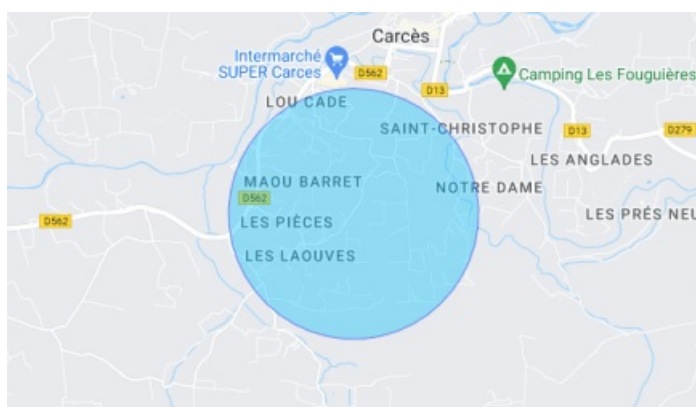 Carcès
Intermarché
SUPER Carces
D562
Camping Les Fouguières
D13
LOU CADE
SAINT-CHRISTOPHE
D13
D279
LES ANGLADES
MAOU BARRET
NOTRE DAME
D562
D562
LES PIÈCES
LES PRÉS NEU
LES LAOUVES